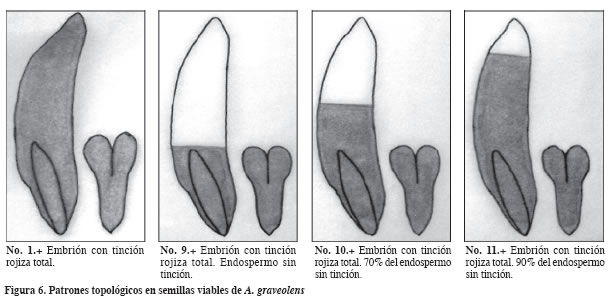 No. 1.+ Embrión con tinción
rojiza total.
No. 9.+ Embrión con tinción
rojiza total. Endospermo sin
tinción.
No. 10.+ Embrión con tinción
rojiza total. 70% del endospermo
sin tinción.
No. 11.+ Embrión con tinción
rojiza total. 90% del endospermo
sin tinción.
Figura 6. Patrones topológicos en semillas viables de A. graveolens